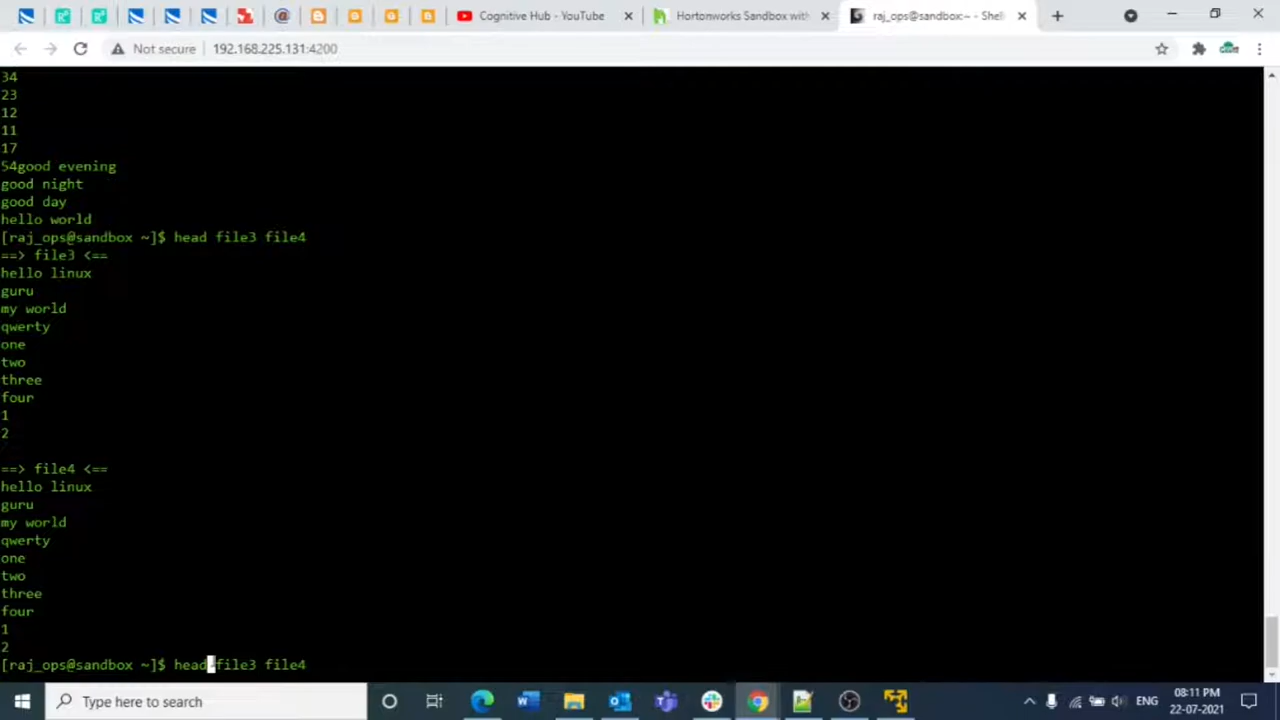 Cognitive Hub - YouTube
Hortonworks Sandbox with
raj_ops@sandbox:~ - Shell
Not secure
192.168.225.131:4200
34
23
12
11
17
54good evening
good night
good day
hello world
[raj_ops@sandbox ~]$ head file3 file4
==> file3 <==
hello linux
guru
my world
qwerty
one
two
three
four
1
2
==> file4 <==
hello linux
guru
my world
qwerty
one
two
three
four
1
2
[raj_ops@sandbox ~]$ head file3 file4
Type here to search
ENG
08:11 PM
22-07-2021